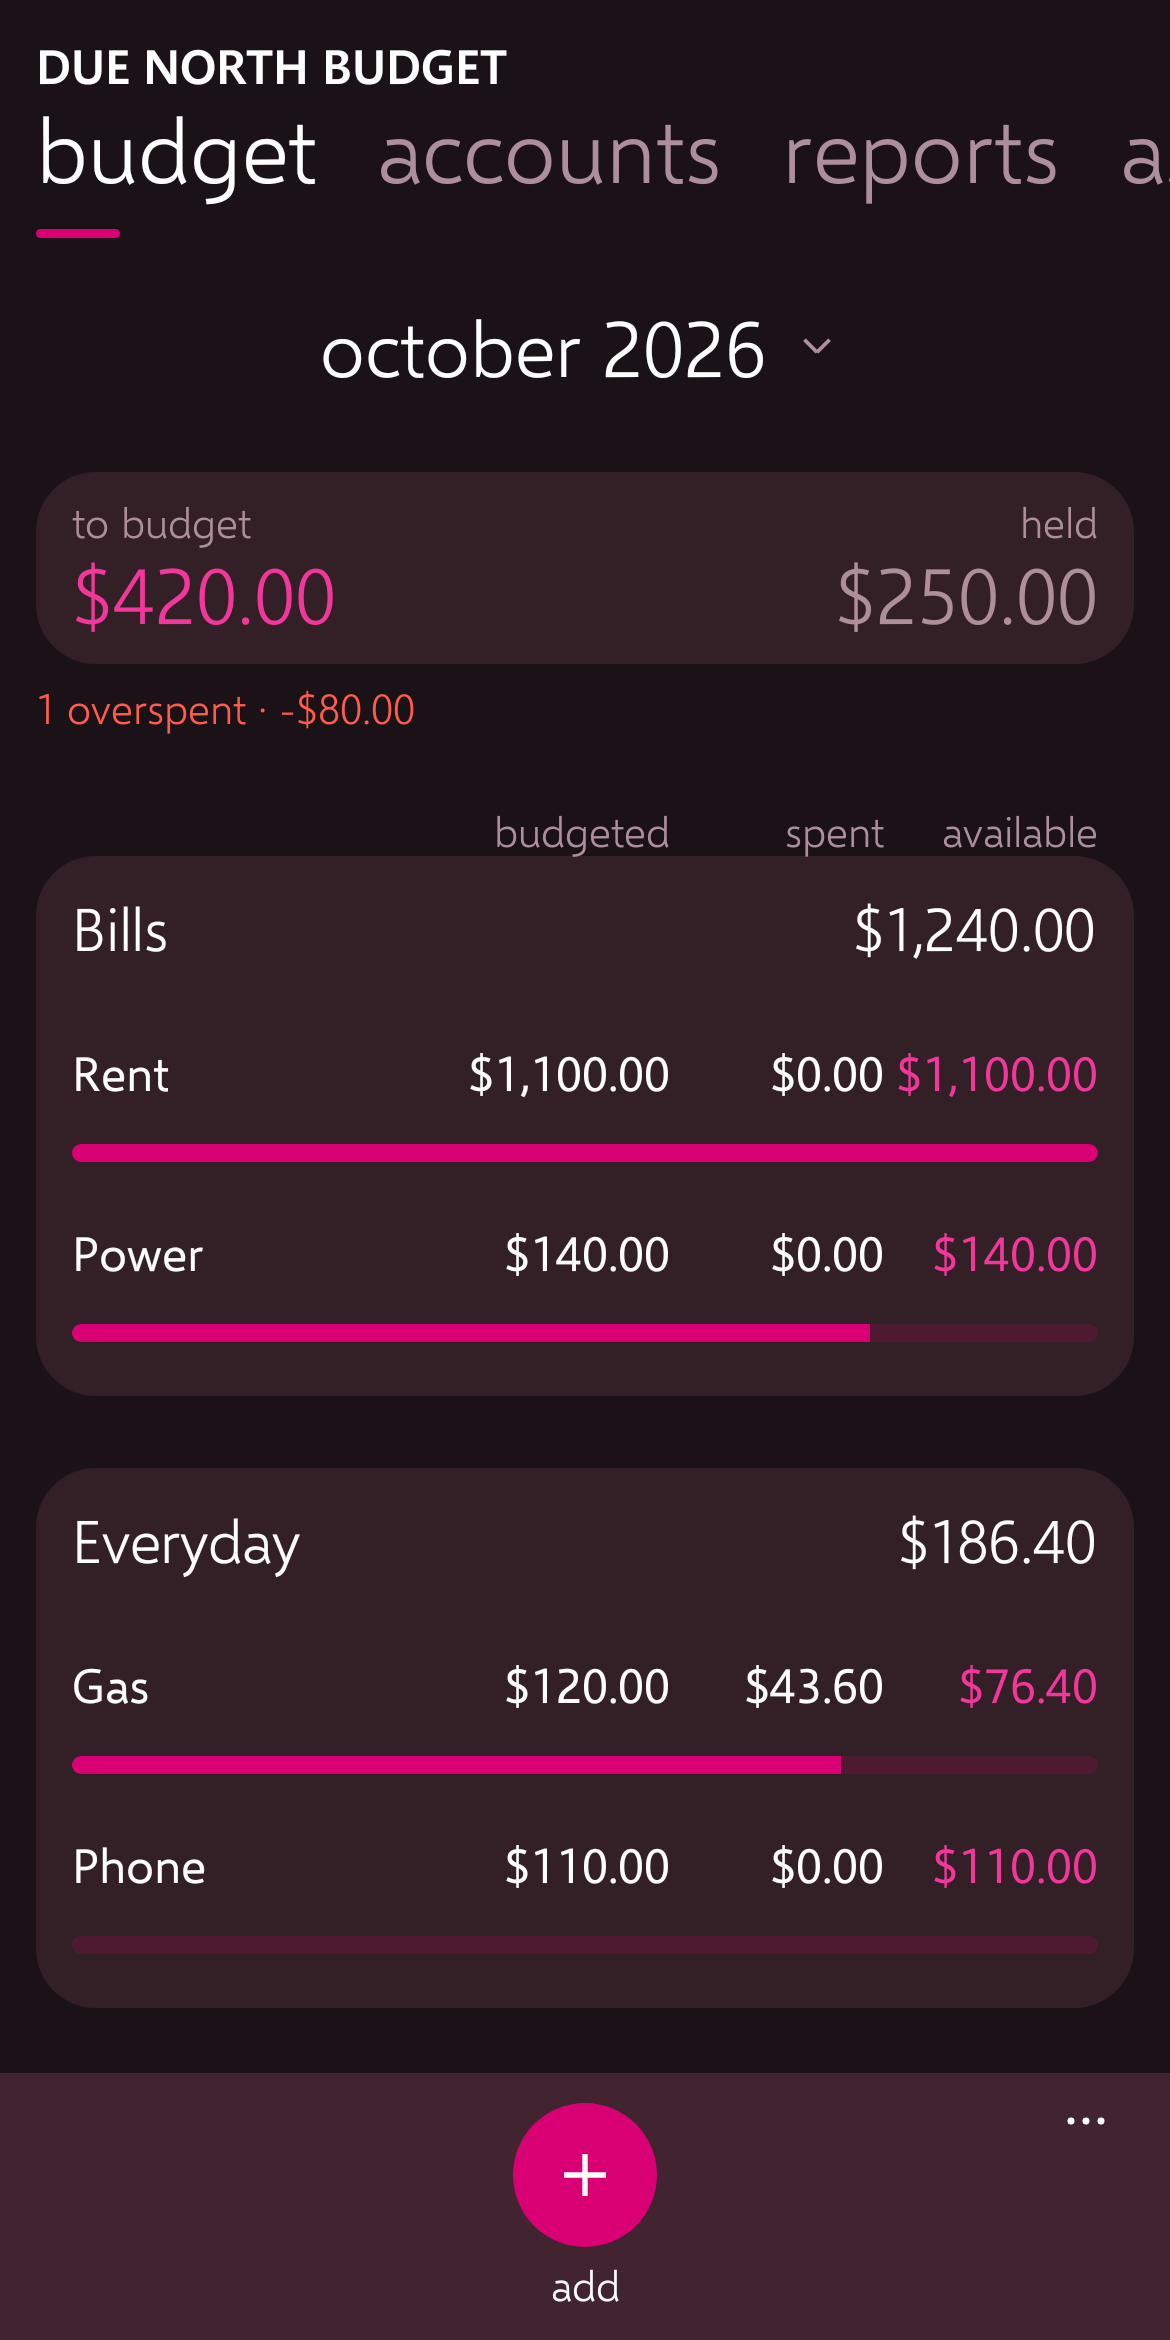 DUE NORTH BUDGET
budget accounts reports a
october 2026
to budget held
$420.00 $250.00
1 overspent · -$80.00
budgeted spent available
Bills $1,240.00
Rent $1,100.00 $0.00 $1,100.00
Power $140.00 $0.00 $140.00
Everyday $186.40
Gas $120.00 $43.60 $76.40
Phone $110.00 $0.00 $110.00
add